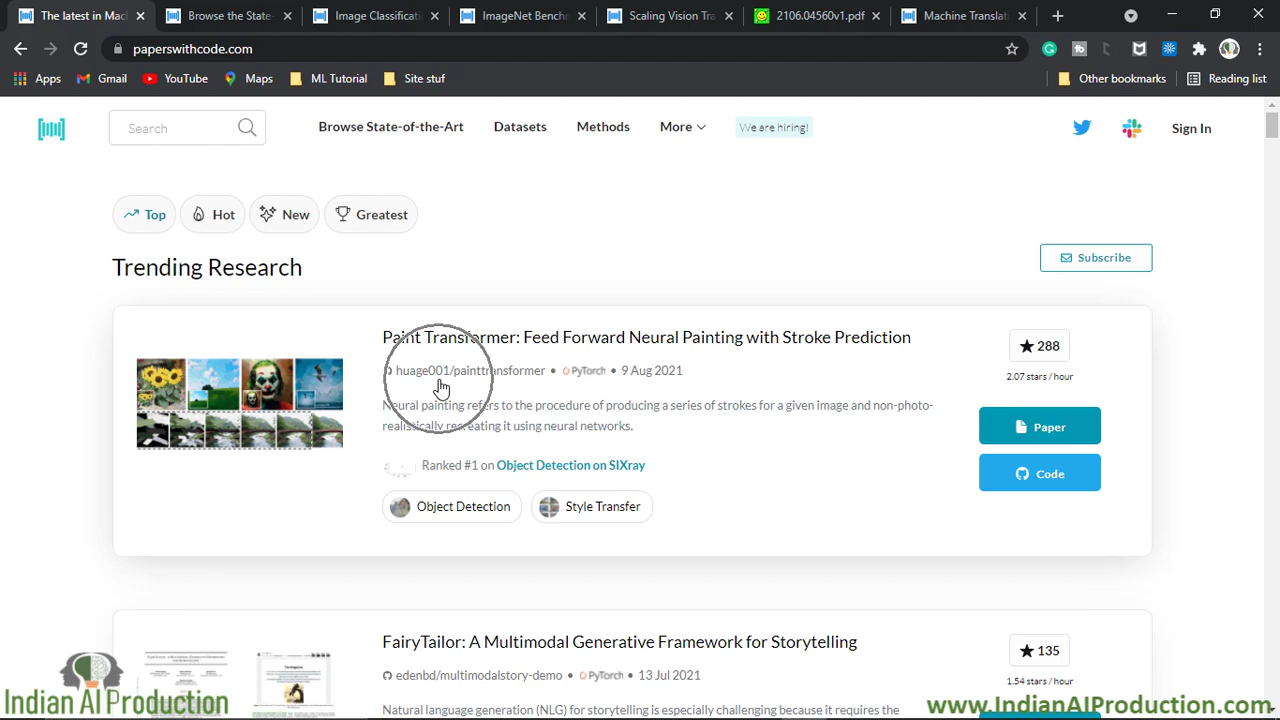 The latest in Mac
Browse the State-
Image Classificati
ImageNet Benchm
Scaling Vision Tra
2106.04560v1.pdf
Machine Translat
paperswithcode.com
Apps
Gmail
YouTube
Maps
ML Tutorial
Site stuf
Other bookmarks
Reading list
Search
Browse State-of-the-Art
Datasets
Methods
More
We are hiring!
Sign In
Top
Hot
New
Greatest
Trending Research
Subscribe
Paint Transformer: Feed Forward Neural Painting with Stroke Prediction
huage001/painttransformer • PyTorch • 9 Aug 2021
Neural painting refers to the procedure of producing a series of strokes for a given image and non-photo-
realistically recreating it using neural networks.
Ranked #1 on Object Detection on SIXray
Object Detection
Style Transfer
288
2.07 stars / hour
Paper
Code
FairyTailor: A Multimodal Generative Framework for Storytelling
edenbd/multimodalstory-demo • PyTorch • 13 Jul 2021
Natural language generation (NLG) for storytelling is especially challenging because it requires the
135
1.54 stars / hour
Indian AI Production
www.IndianAIProduction.com